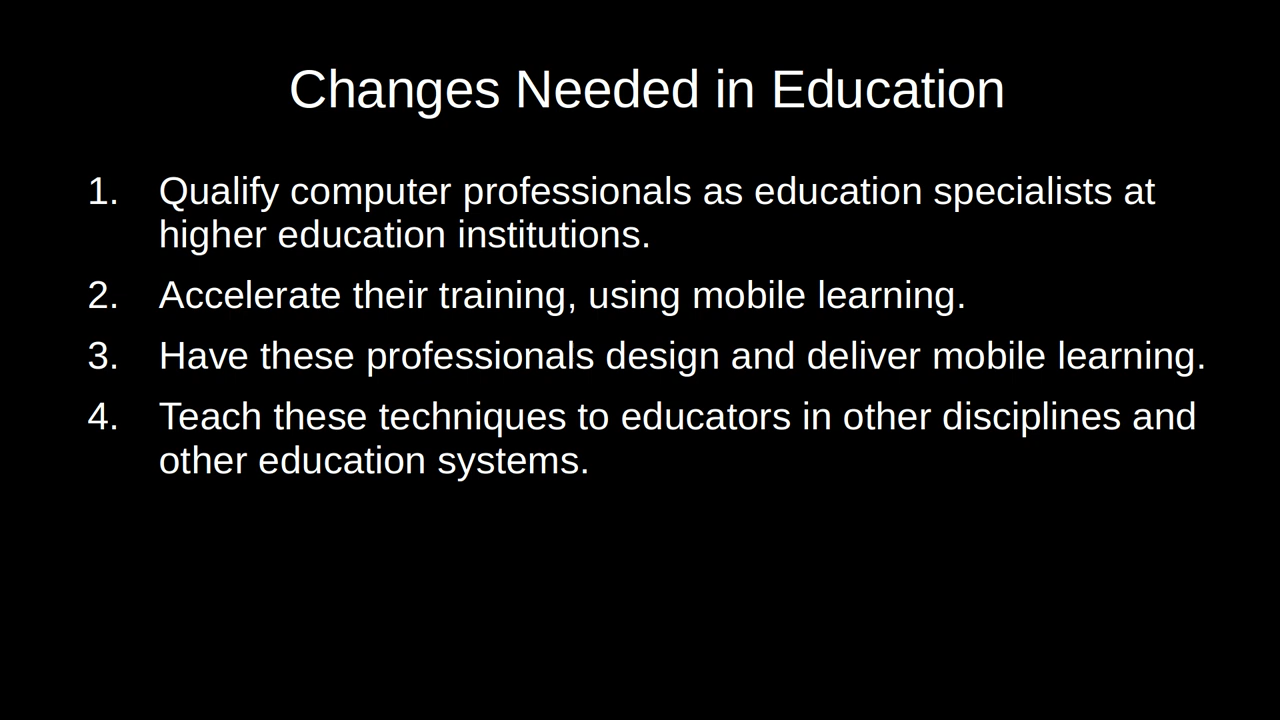 Changes Needed in Education
1. Qualify computer professionals as education specialists at
higher education institutions.
2. Accelerate their training, using mobile learning.
3. Have these professionals design and deliver mobile learning.
4. Teach these techniques to educators in other disciplines and
other education systems.